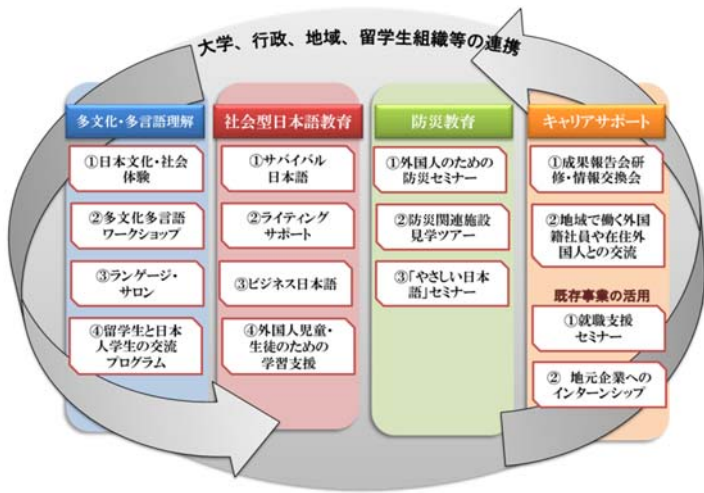 大学、行政、地域、留学生組織等の連携
多文化・多言語理解
①日本文化・社会
体験
②多文化多言語
ワークショップ
③ランゲージ・
サロン
④留学生と日本
人学生の交流
プログラム
社会型日本語教育
①サバイバル
日本語
②ライティング
サポート
③ビジネス日本語
④外国人児童・
生徒のための
学習支援
防災教育
①外国人のための
防災セミナー
②防災関連施設
見学ツアー
③「やさしい日本
語」セミナー
キャリアサポート
①成果報告会研
修・情報交換会
②地域で働く外国
籍社員や在住外
国人との交流
既存事業の活用
①就職支援
セミナー
② 地元企業への
インターンシップ